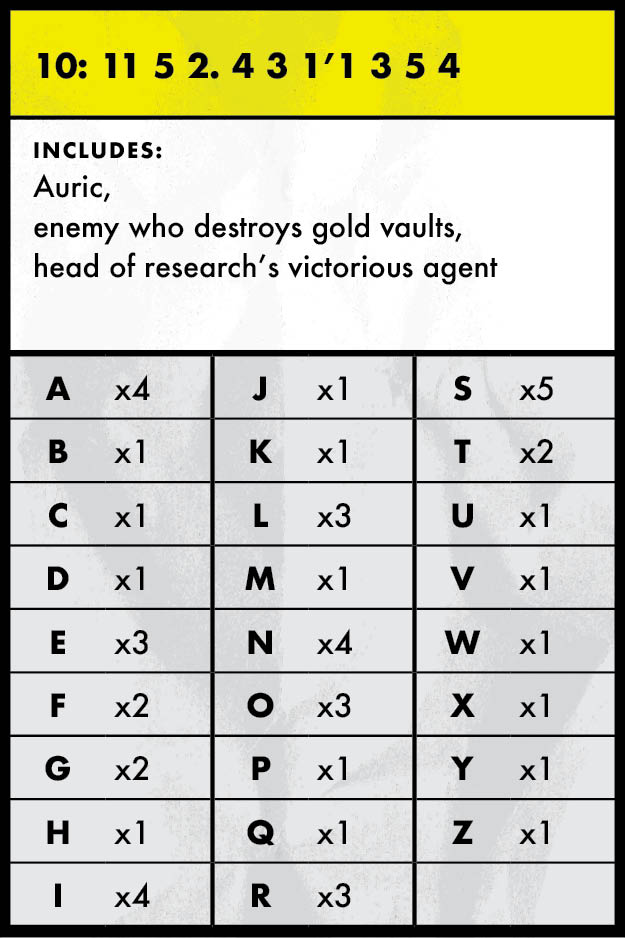 10: 11 5 2. 4 3 1’1 3 5 4
INCLUDES:
Auric,
enemy who destroys gold vaults,
head of research’s victorious agent
A x4 J x1 S x5
B x1 K x1 T x2
C x1 L x3 U x1
D x1 M x1 V x1
E x3 N x4 W x1
F x2 O x3 X x1
G x2 P x1 Y x1
H x1 Q x1 Z x1
I x4 R x3